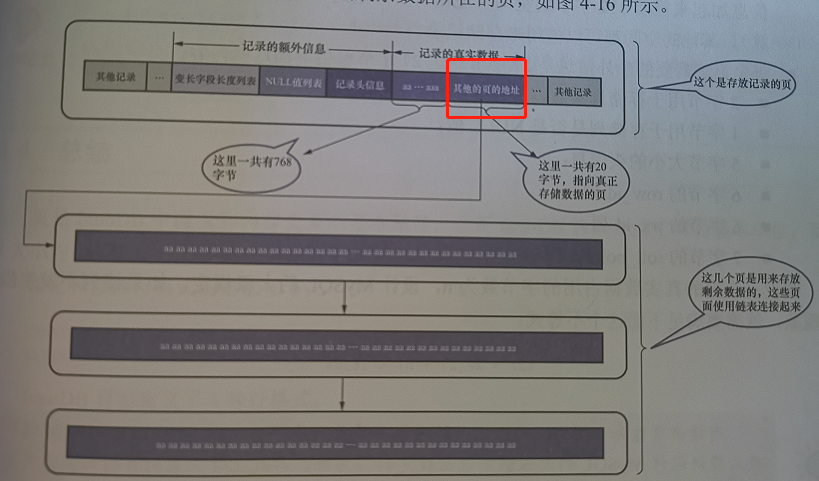 数据所在的页，如图 4-16 所示。
记录的额外信息
记录的真实数据
其他记录 … 变长字段长度列表 NULL值列表 记录头信息 aa…aaa 其他的页的地址 … 其他记录
这个是存放记录的页
这里一共有768
字节
这里一共有20
字节，指向真正
存储数据的页
aa aa aa aa aa aa aa aa aa aa aa aa aa aa aa aa aa … aa aa aa aa aa aa aa aa aa aa aa aa aa aa
这几个页是用来存放
剩余数据的，这些页
面使用链表连接起来
aa aa aa aa aa aa aa aa aa aa aa aa aa aa aa aa aa … aa aa aa aa aa aa aa aa aa aa aa aa aa aa
aa aa aa aa aa aa aa aa aa aa aa aa aa aa aa aa aa … aa aa aa aa aa aa aa aa aa aa aa aa aa aa